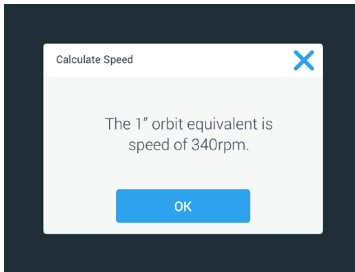 Calculate Speed
The 1” orbit equivalent is
speed of 340rpm.
OK